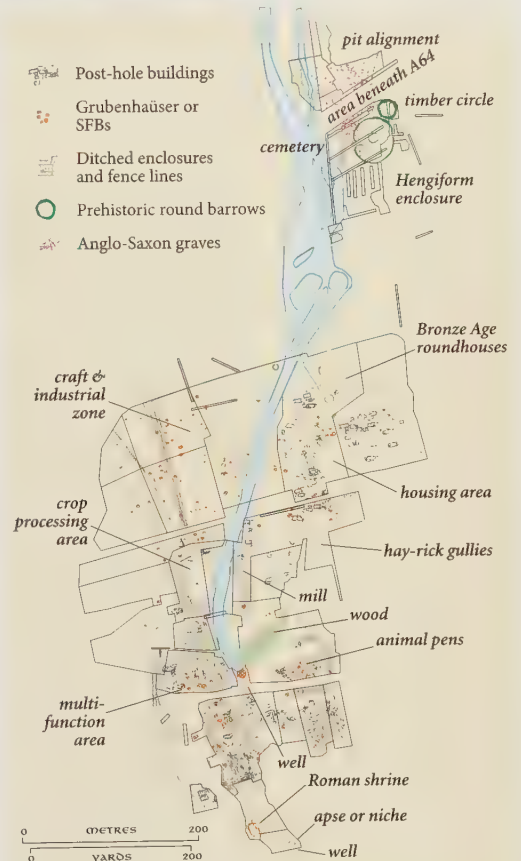 pit alignment
area beneath A64
timber circle
cemetery
Hengiform
enclosure
Post-hole buildings
Grubenhaüser or
SFBs
Ditched enclosures
and fence lines
Prehistoric round barrows
Anglo-Saxon graves
Bronze Age
roundhouses
craft &
industrial
zone
housing area
crop
processing
area
hay-rick gullies
mill
wood
animal pens
multi-
function
area
well
Roman shrine
apse or niche
well
0 METRES 200
0 YARDS 200